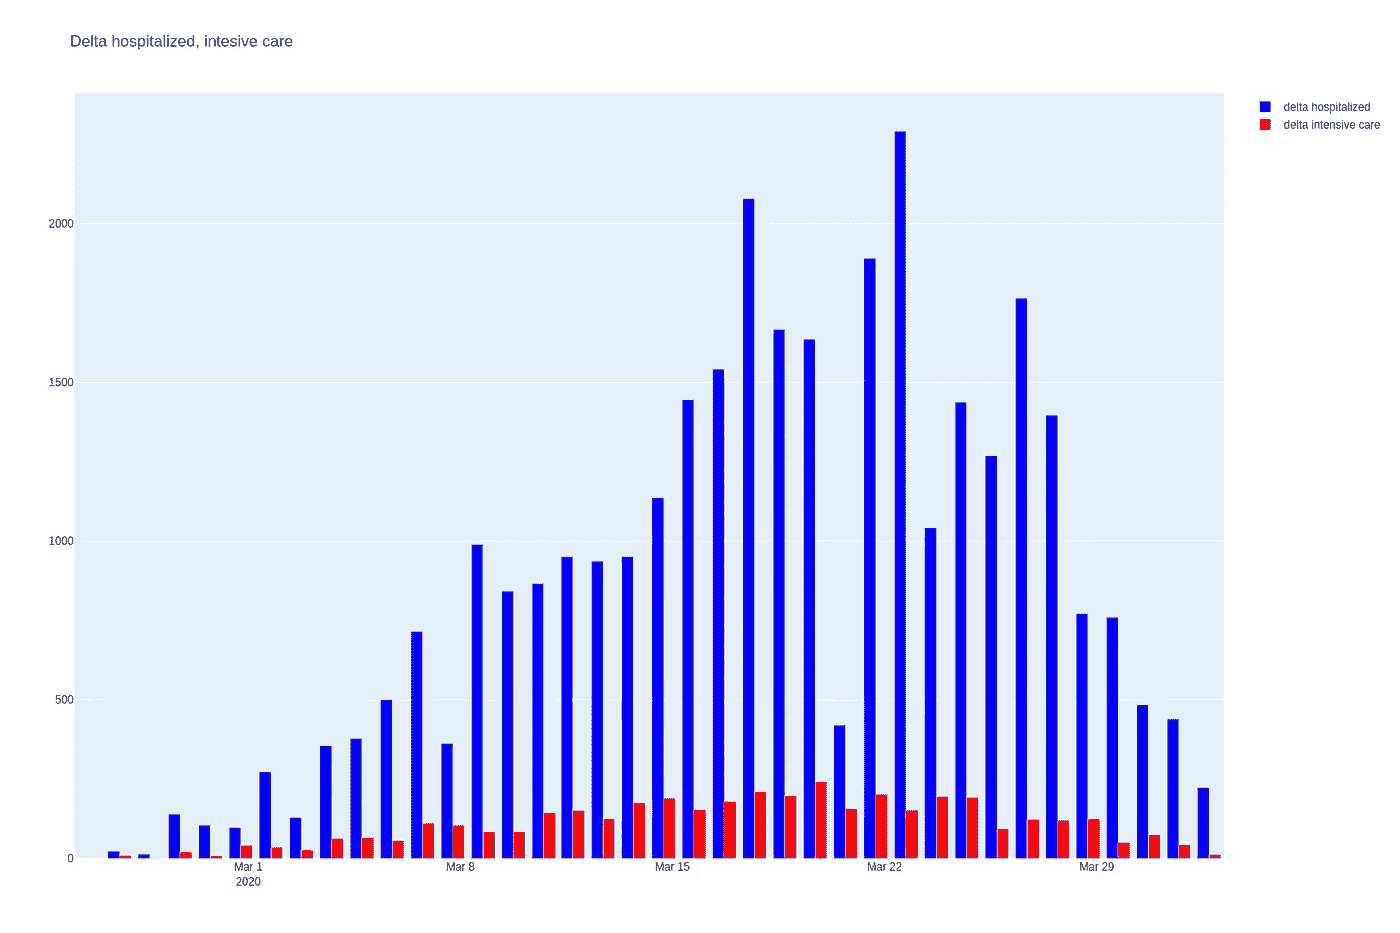 Delta hospitalized, intesive care
delta hospitalized
delta intensive care
2000
1500
1000
500
0
Mar 1
2020
Mar 8
Mar 15
Mar 22
Mar 29